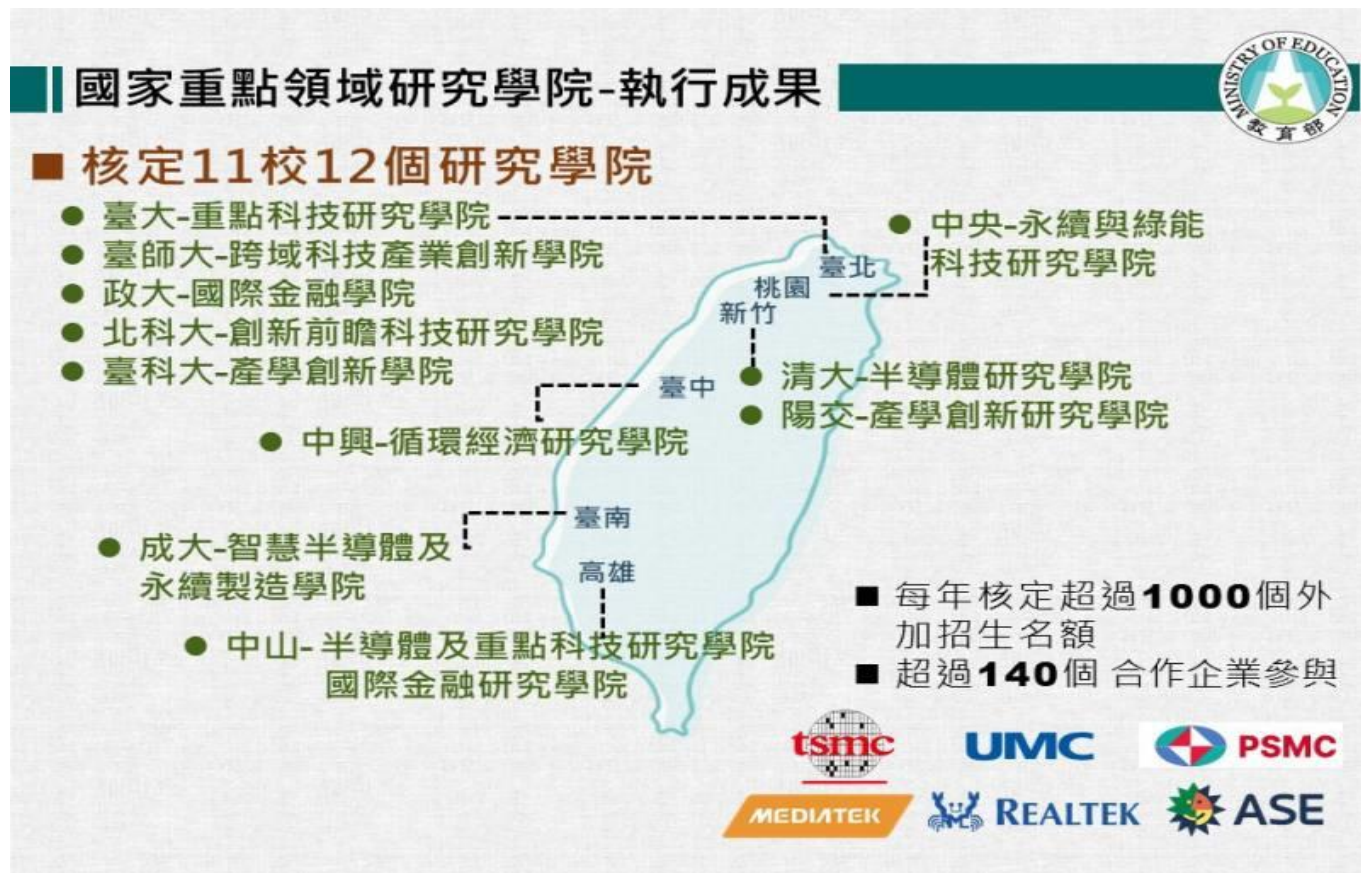 國家重點領域研究學院-執行成果
MINISTRY OF EDUCATION
教育部
■ 核定11校12個研究學院
● 臺大-重點科技研究學院
● 臺師大-跨域科技產業創新學院
● 政大-國際金融學院
● 北科大-創新前瞻科技研究學院
● 臺科大-產學創新學院
● 中央-永續與綠能
科技研究學院
臺北
桃園
新竹
● 清大-半導體研究學院
● 陽交-產學創新研究學院
臺中
● 中興-循環經濟研究學院
臺南
● 成大-智慧半導體及
永續製造學院
高雄
● 中山- 半導體及重點科技研究學院
國際金融研究學院
■ 每年核定超過1000個外
加招生名額
■ 超過140個 合作企業參與
tsmc
UMC
PSMC
MEDIATEK
REALTEK
ASE